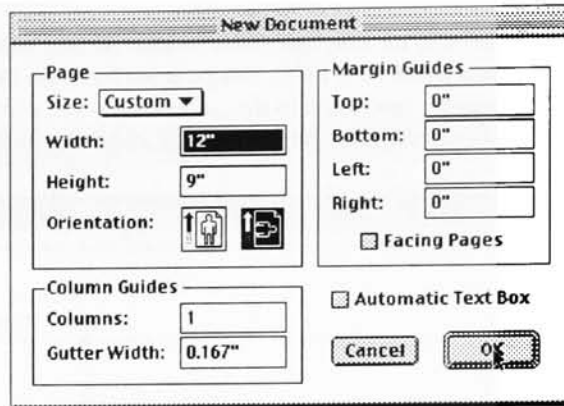 New Document
Page
Size: Custom
Width: 12"
Height: 9"
Orientation:
Column Guides
Columns: 1
Gutter Width: 0.167"
Margin Guides
Top: 0"
Bottom: 0"
Left: 0"
Right: 0"
Facing Pages
Automatic Text Box
Cancel
OK